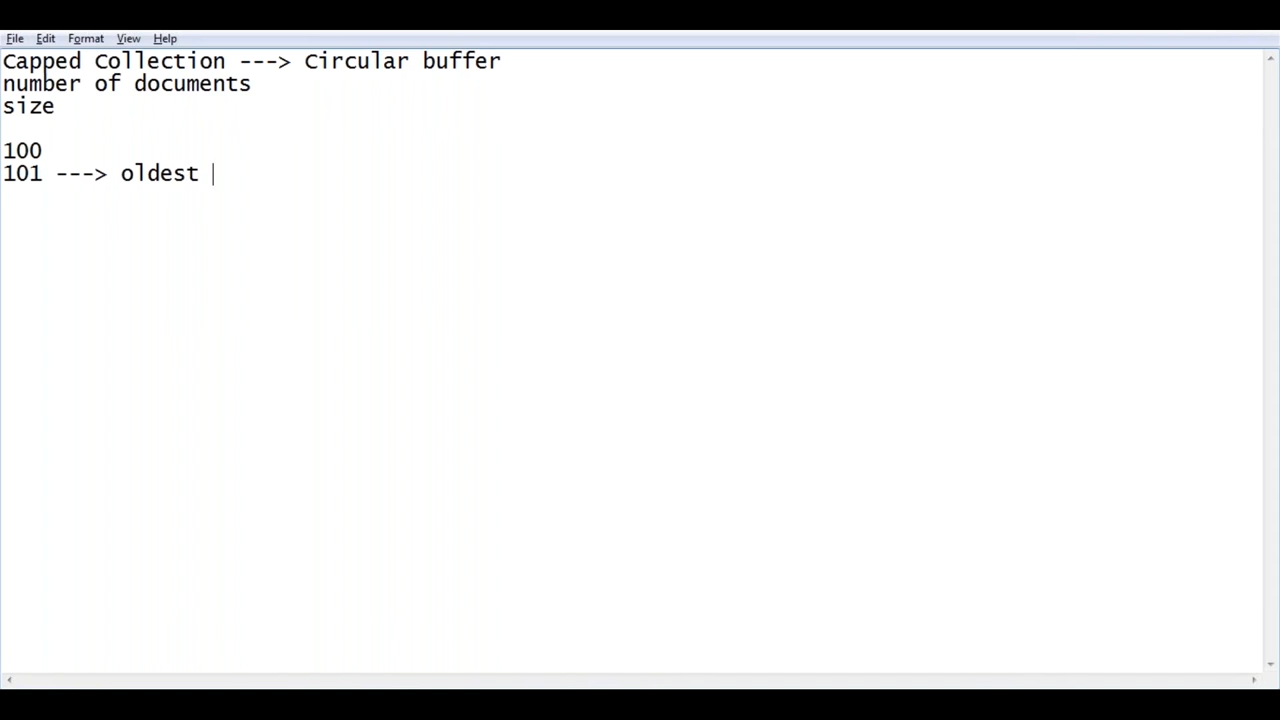 File Edit Format View Help
Capped Collection ---> Circular buffer
number of documents
size
100
101 ---> oldest